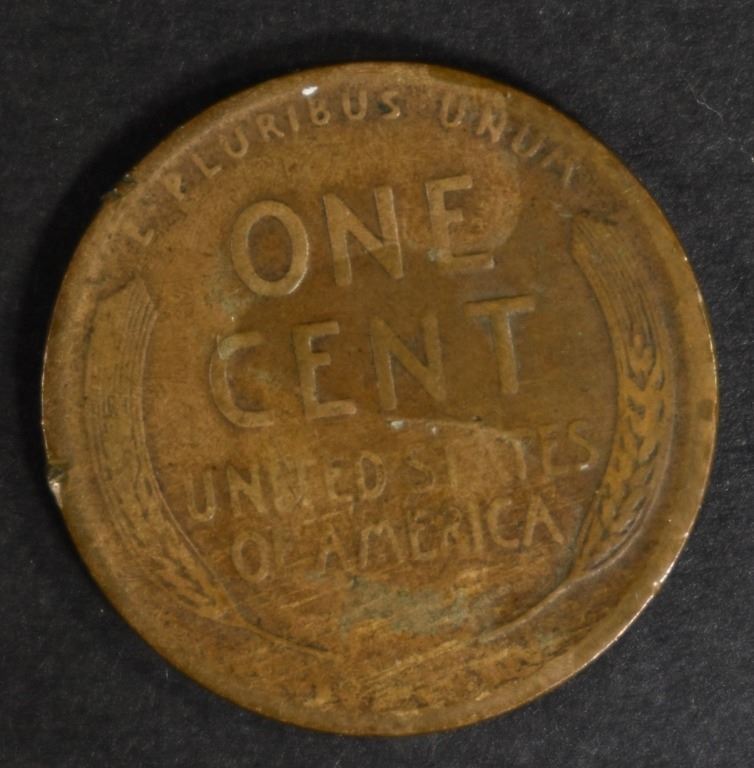 E PLURIBUS UNUM
ONE
CENT
UNITED STATES
OF AMERICA